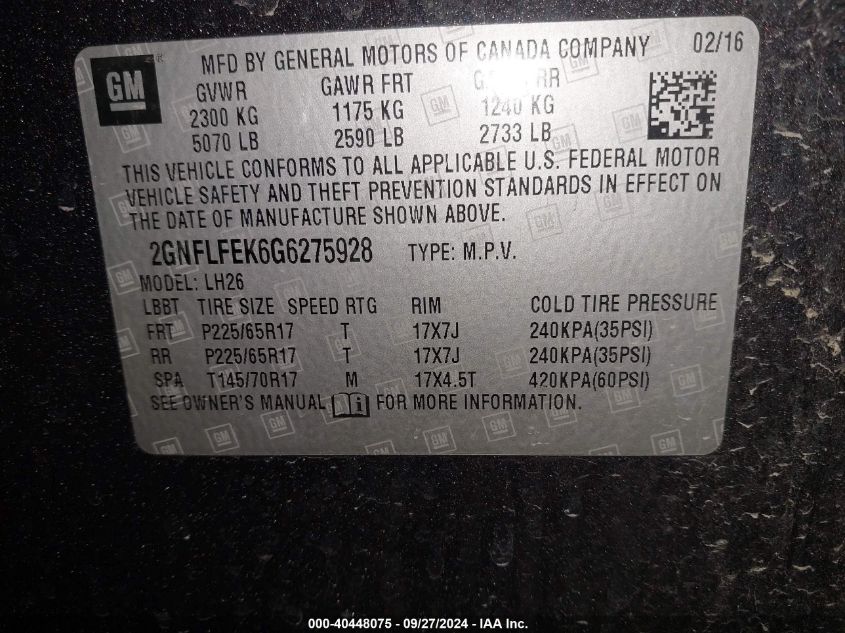 GM
MFD BY GENERAL MOTORS OF CANADA COMPANY 02/16
GVWR GAWR FRT RR
2300 KG 1175 KG 1240 KG
5070 LB 2590 LB 2733 LB
THIS VEHICLE CONFORMS TO ALL APPLICABLE U.S. FEDERAL MOTOR
VEHICLE SAFETY AND THEFT PREVENTION STANDARDS IN EFFECT ON
THE DATE OF MANUFACTURE SHOWN ABOVE.
2GNFLFEK6G6275928 TYPE: M.P.V.
MODEL: LH26
LBBT TIRE SIZE SPEED RTG RIM COLD TIRE PRESSURE
FRT P225/65R17 T 17X7J 240KPA(35PSI)
RR P225/65R17 T 17X7J 240KPA(35PSI)
SPA T145/70R17 M 17X4.5T 420KPA(60PSI)
SEE OWNER'S MANUAL i FOR MORE INFORMATION.
000-40448075 - 09/27/2024 - IAA Inc.